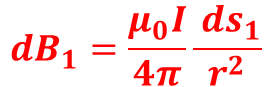 dB₁ = μ₀I/4π ds₁/r²